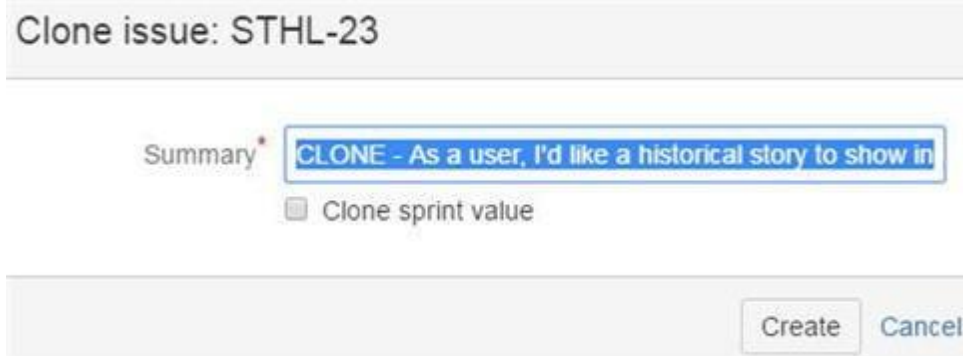 Clone issue: STHL-23
Summary*
CLONE - As a user, I'd like a historical story to show in
Clone sprint value
Create Cancel